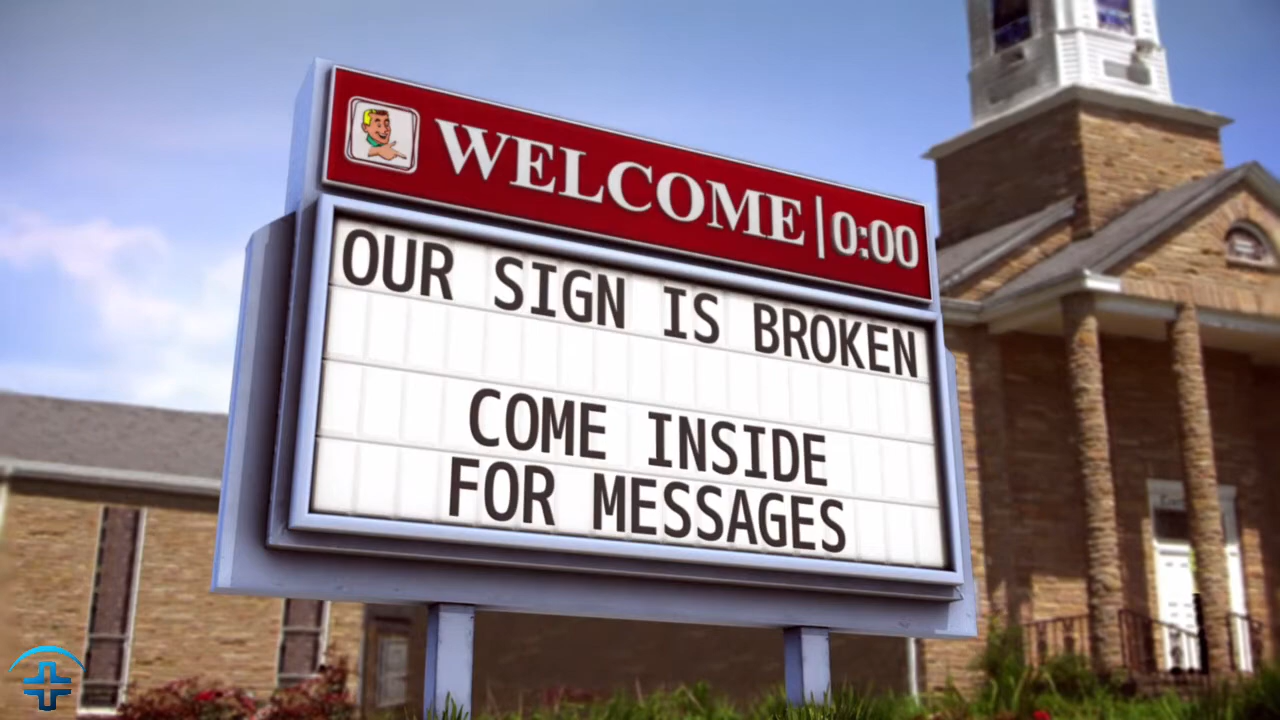 WELCOME | 0:00
OUR SIGN IS BROKEN
COME INSIDE
FOR MESSAGES